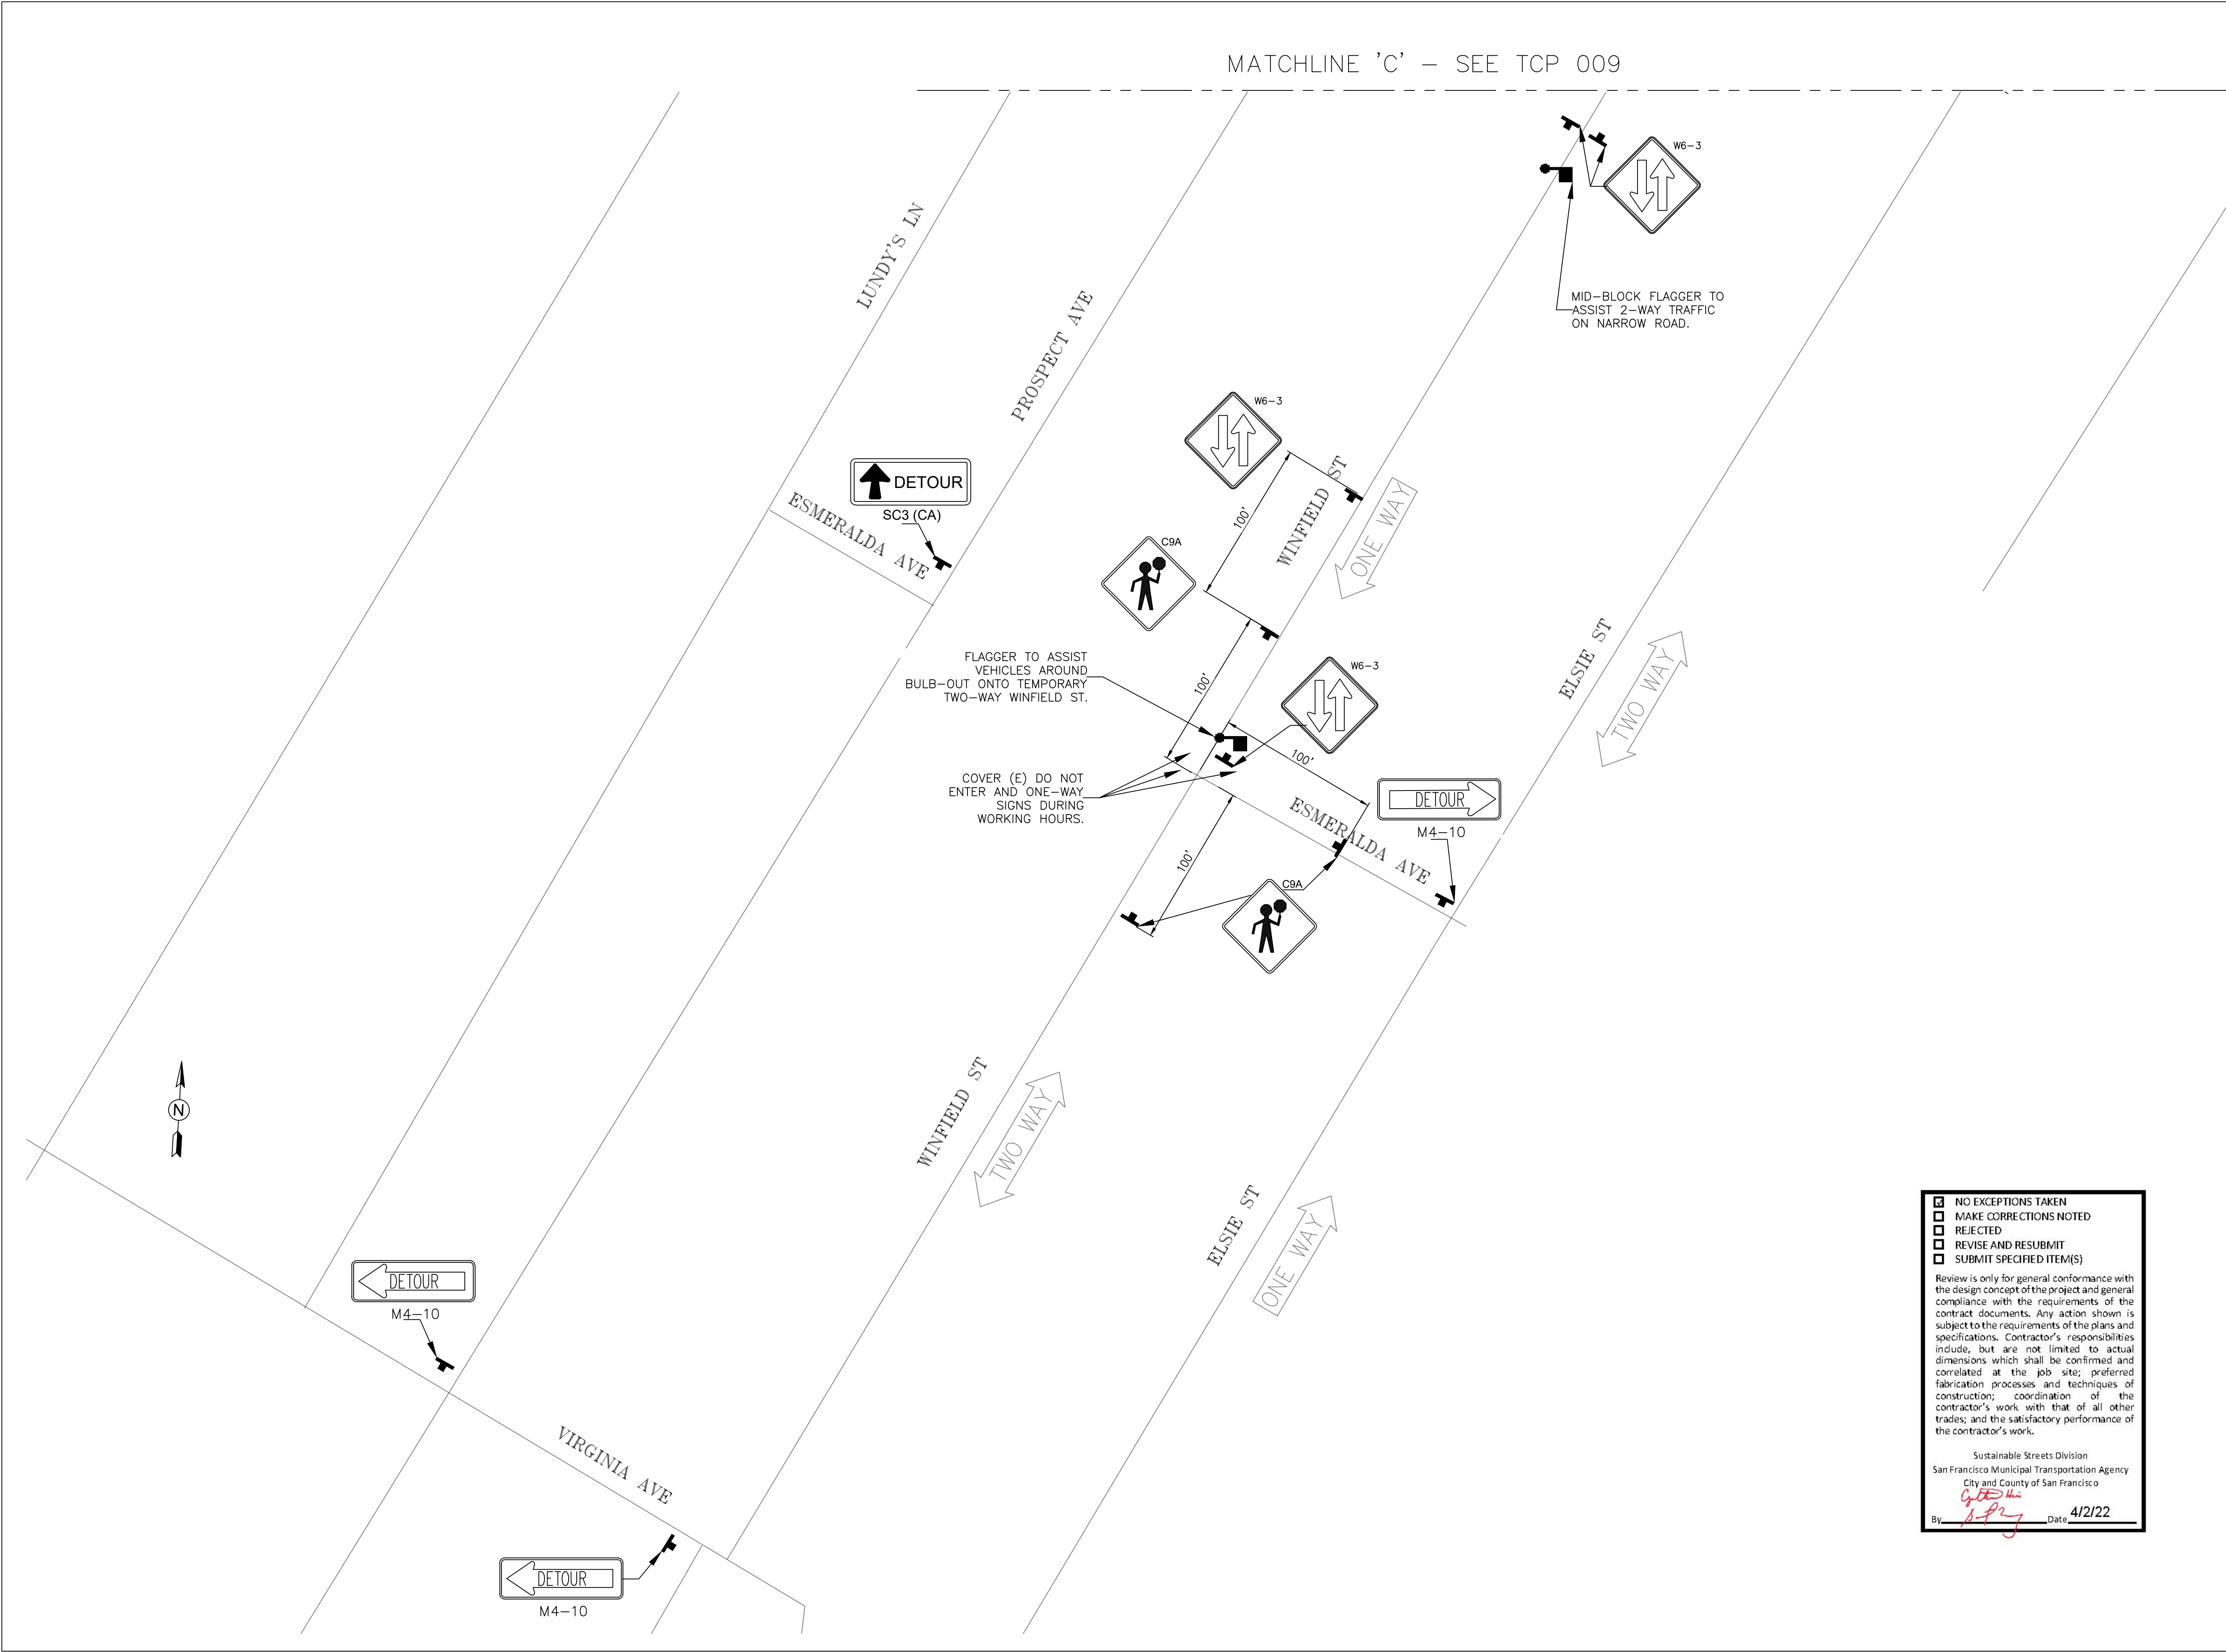 MATCHLINE 'C' – SEE TCP 009
W6–3
LUNDY'S LN
MID–BLOCK FLAGGER TO
ASSIST 2–WAY TRAFFIC
ON NARROW ROAD.
PROSPECT AVE
W6–3
WINFIELD ST
DETOUR
SC3 (CA)
ESMERALDA AVE
100'
ONE WAY
C9A
FLAGGER TO ASSIST
VEHICLES AROUND
BULB–OUT ONTO TEMPORARY
TWO–WAY WINFIELD ST.
100'
W6–3
ELSIE ST
TWO WAY
COVER (E) DO NOT
ENTER AND ONE–WAY
SIGNS DURING
WORKING HOURS.
100'
DETOUR
M4–10
ESMERALDA AVE
100'
C9A
N
WINFIELD ST
TWO WAY
ELSIE ST
ONE WAY
DETOUR
M4–10
VIRGINIA AVE
DETOUR
M4–10
NO EXCEPTIONS TAKEN
MAKE CORRECTIONS NOTED
REJECTED
REVISE AND RESUBMIT
SUBMIT SPECIFIED ITEM(S)
Review is only for general conformance with
the design concept of the project and general
compliance with the requirements of the
contract documents. Any action shown is
subject to the requirements of the plans and
specifications. Contractor's responsibilities
include, but are not limited to actual
dimensions which shall be confirmed and
correlated at the job site; preferred
fabrication processes and techniques of
construction; coordination of the
contractor's work with that of all other
trades; and the satisfactory performance of
the contractor's work.
Sustainable Streets Division
San Francisco Municipal Transportation Agency
City and County of San Francisco
By Date 4/2/22